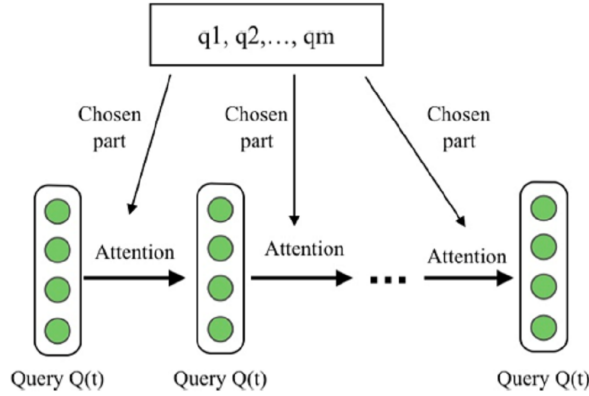 q1, q2,..., qm
Chosen
part
Chosen
part
Chosen
part
Attention
Attention
...
Attention
Query Q(t)
Query Q(t)
Query Q(t)